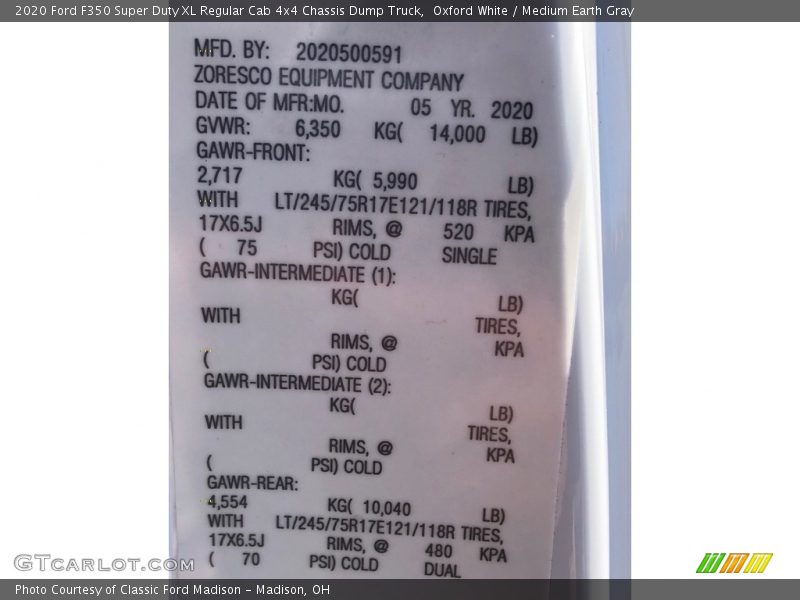 2020 Ford F350 Super Duty XL Regular Cab 4x4 Chassis Dump Truck,  Oxford White / Medium Earth Gray
MFD. BY: 2020500591
ZORESCO EQUIPMENT COMPANY
DATE OF MFR:MO. 05 YR. 2020
GVWR: 6,350 KG( 14,000 LB)
GAWR-FRONT:
2,717 KG( 5,990 LB)
WITH LT/245/75R17E121/118R TIRES,
17X6.5J RIMS, @ 520 KPA
( 75 PSI) COLD SINGLE
GAWR-INTERMEDIATE (1):
KG( LB)
WITH TIRES,
RIMS, @ KPA
( PSI) COLD
GAWR-INTERMEDIATE (2):
KG( LB)
WITH TIRES,
RIMS, @ KPA
( PSI) COLD
GAWR-REAR:
4,554 KG( 10,040 LB)
WITH LT/245/75R17E121/118R TIRES,
17X6.5J RIMS, @ 480 KPA
( 70 PSI) COLD DUAL
GTCARLOT.COM
Photo Courtesy of Classic Ford Madison - Madison, OH